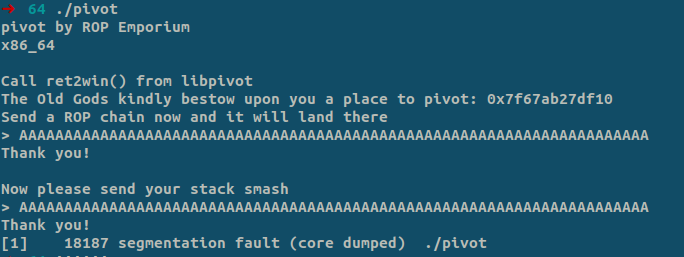 ➜  64 ./pivot
pivot by ROP Emporium
x86_64
Call ret2win() from libpivot
The Old Gods kindly bestow upon you a place to pivot: 0x7f67ab27df10
Send a ROP chain now and it will land there
> AAAAAAAAAAAAAAAAAAAAAAAAAAAAAAAAAAAAAAAAAAAAAAAAAAAAAAAAAAAAAAAAAAAAAA
Thank you!
Now please send your stack smash
> AAAAAAAAAAAAAAAAAAAAAAAAAAAAAAAAAAAAAAAAAAAAAAAAAAAAAAAAAAAAAAAAAAAAAA
Thank you!
[1]    18187 segmentation fault (core dumped)  ./pivot